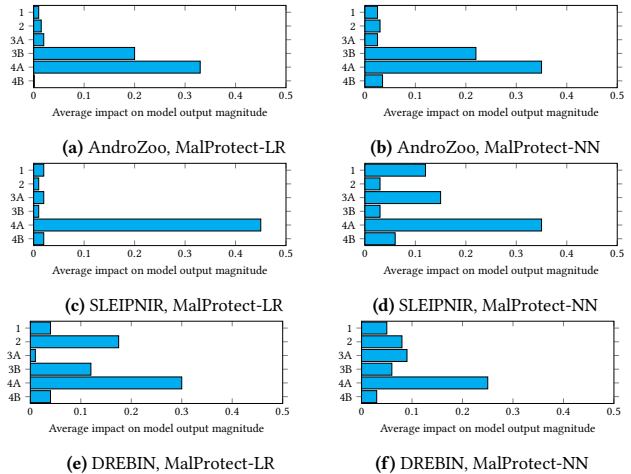 1
2
3A
3B
4A
4B
0 0.1 0.2 0.3 0.4 0.5
Average impact on model output magnitude
(a) AndroZoo, MalProtect-LR
1
2
3A
3B
4A
4B
0 0.1 0.2 0.3 0.4 0.5
Average impact on model output magnitude
(b) AndroZoo, MalProtect-NN
1
2
3A
3B
4A
4B
0 0.1 0.2 0.3 0.4 0.5
Average impact on model output magnitude
(c) SLEIPNIR, MalProtect-LR
1
2
3A
3B
4A
4B
0 0.1 0.2 0.3 0.4 0.5
Average impact on model output magnitude
(d) SLEIPNIR, MalProtect-NN
1
2
3A
3B
4A
4B
0 0.1 0.2 0.3 0.4 0.5
Average impact on model output magnitude
(e) DREBIN, MalProtect-LR
1
2
3A
3B
4A
4B
0 0.1 0.2 0.3 0.4 0.5
Average impact on model output magnitude
(f) DREBIN, MalProtect-NN